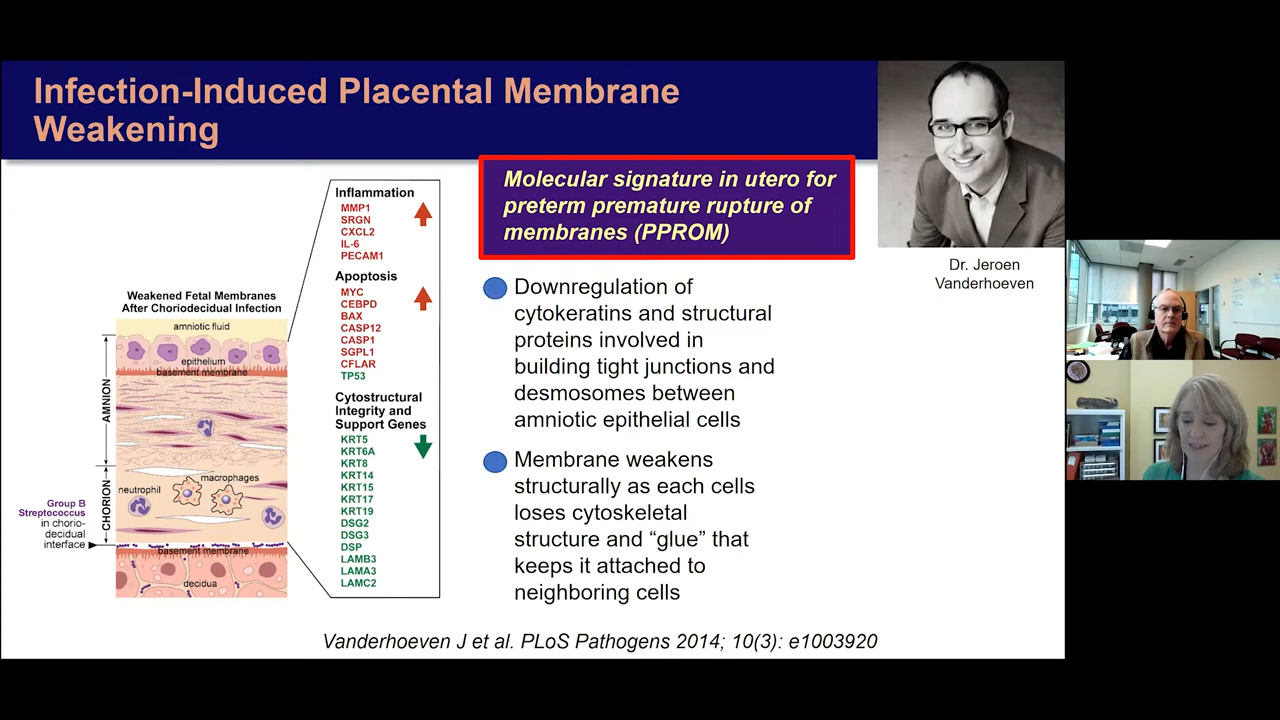 Infection-Induced Placental Membrane
Weakening
Molecular signature in utero for
preterm premature rupture of
membranes (PPROM)
Dr. Jeroen
Vanderhoeven
Weakened Fetal Membranes
After Choriodecidual Infection
amniotic fluid
epithelium
basement membrane
AMNION
CHORION
neutrophil
macrophages
Group B
Streptococcus
in chorio-
decidual
interface
basement membrane
decidua
Inflammation
MMP1
SRGN
CXCL2
IL-6
PECAM1
Apoptosis
MYC
CEBPD
BAX
CASP12
CASP1
SGPL1
CFLAR
TP53
Cytostructural
Integrity and
Support Genes
KRT5
KRT6A
KRT8
KRT14
KRT15
KRT17
KRT19
DSG2
DSG3
DSP
LAMB3
LAMA3
LAMC2
Downregulation of
cytokeratins and structural
proteins involved in
building tight junctions and
desmosomes between
amniotic epithelial cells
Membrane weakens
structurally as each cells
loses cytoskeletal
structure and “glue” that
keeps it attached to
neighboring cells
Vanderhoeven J et al. PLoS Pathogens 2014; 10(3): e1003920